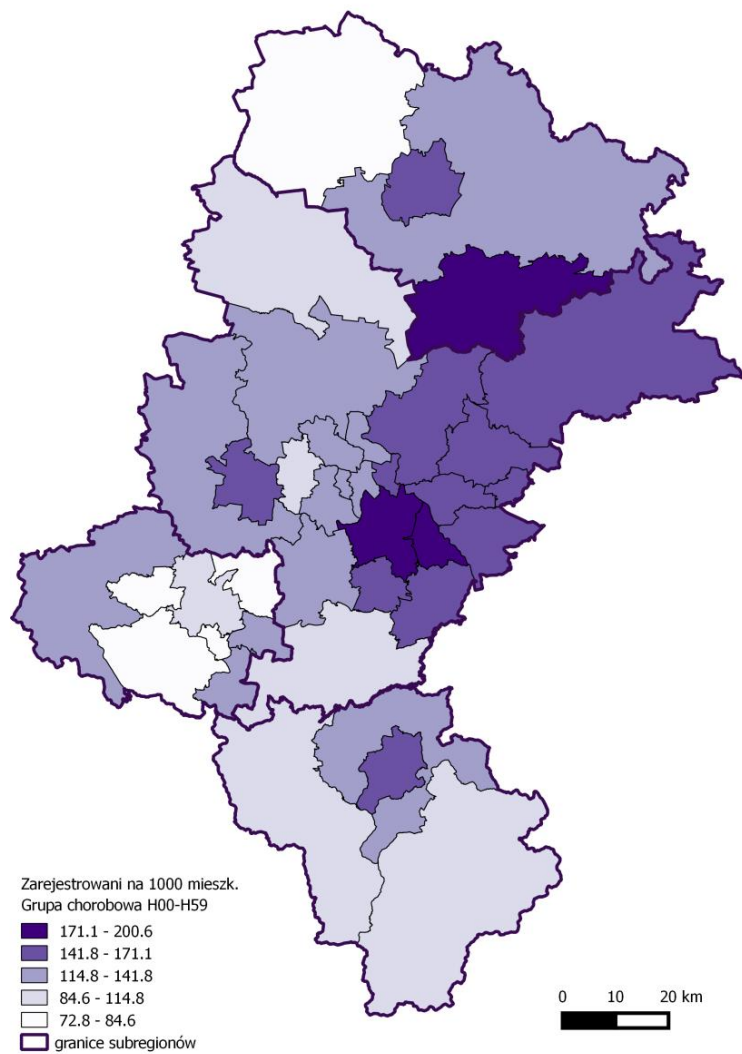 Zarejestrowani na 1000 mieszk.
Grupa chorobowa H00-H59
171.1 - 200.6
141.8 - 171.1
114.8 - 141.8
84.6 - 114.8
72.8 - 84.6
granice subregionów
0 10 20 km